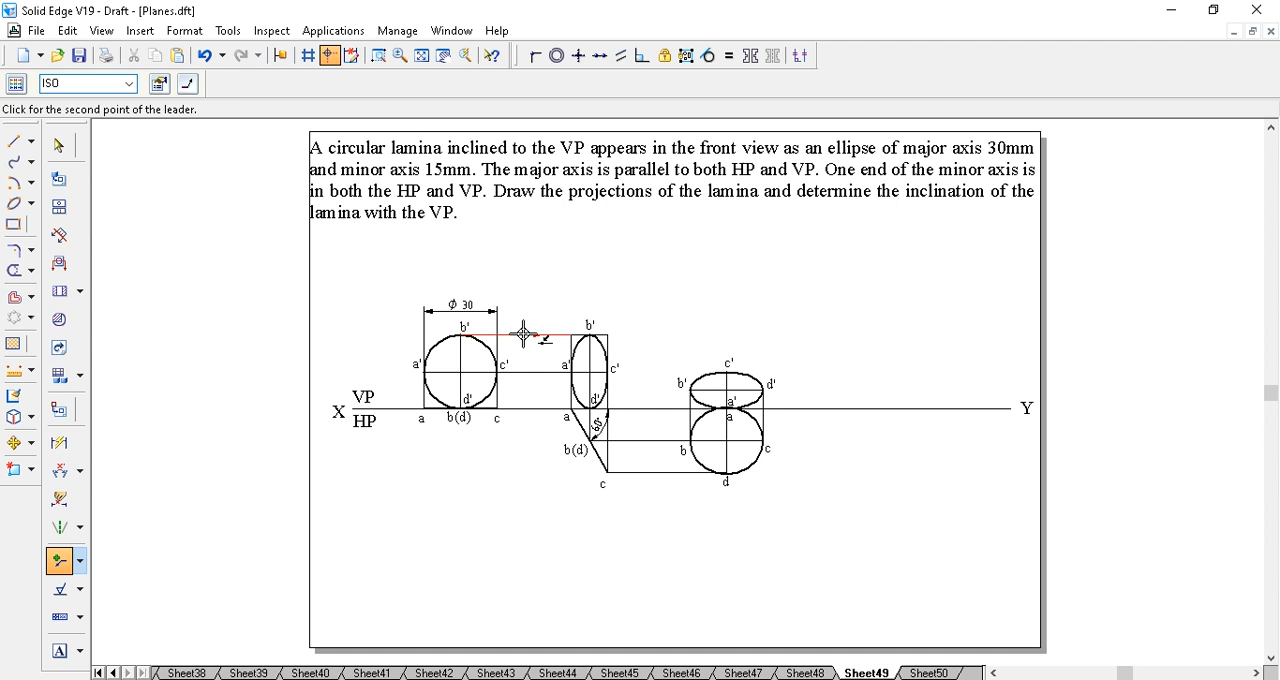 Solid Edge V19 - Draft - [Planes.dft]
File Edit View Insert Format Tools Inspect Applications Manage Window Help
ISO
Click for the second point of the leader.
A circular lamina inclined to the VP appears in the front view as an ellipse of major axis 30mm
and minor axis 15mm. The major axis is parallel to both HP and VP. One end of the minor axis is
in both the HP and VP. Draw the projections of the lamina and determine the inclination of the
lamina with the VP.
ϕ 30
b' b'
a' c' a' c' c'
b' d'
d' d' a'
X VP Y
HP
a b(d) c a 60° a
b(d) b c
c d
Sheet38 Sheet39 Sheet40 Sheet41 Sheet42 Sheet43 Sheet44 Sheet45 Sheet46 Sheet47 Sheet48 Sheet49 Sheet50